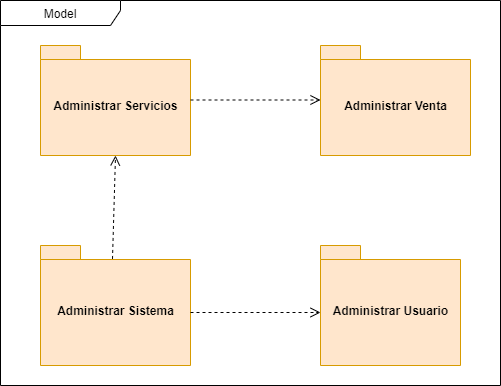 Model
Administrar Servicios
Administrar Venta
Administrar Sistema
Administrar Usuario